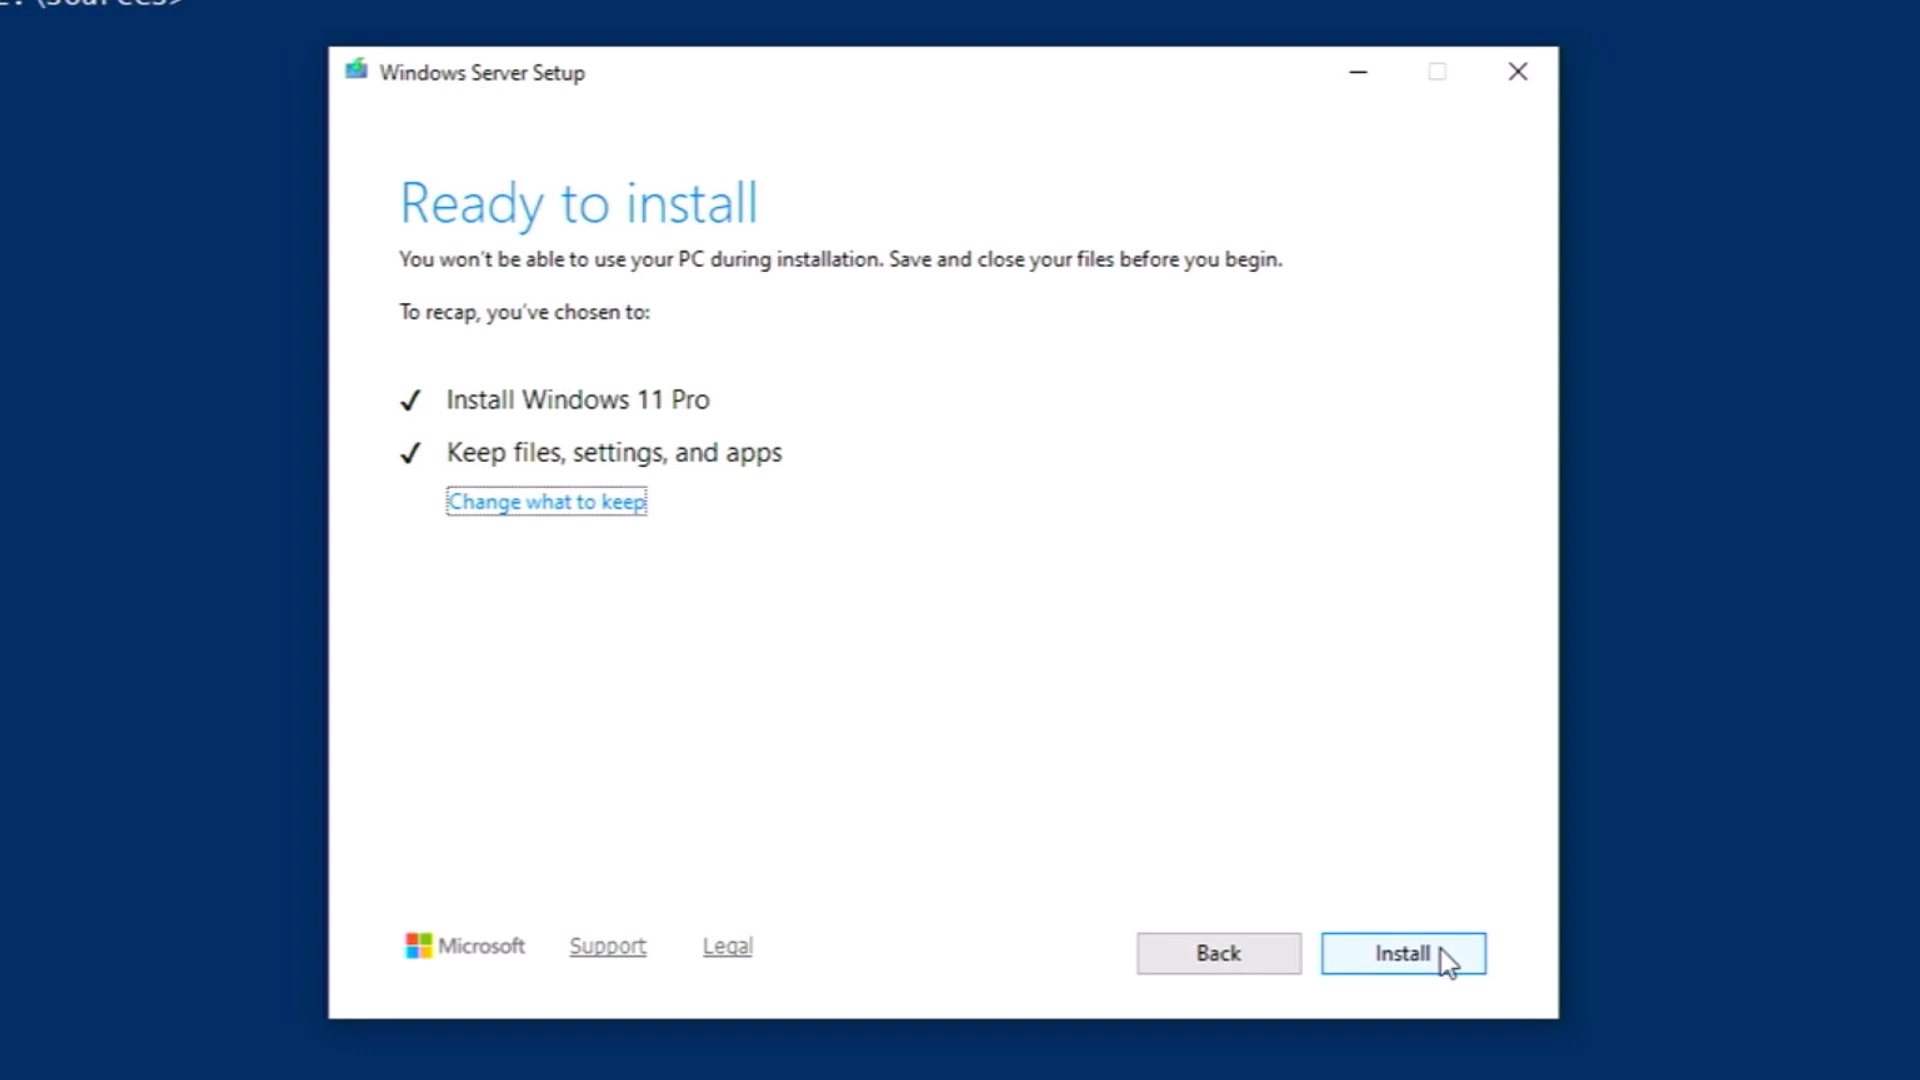 Windows Server Setup
Ready to install
You won't be able to use your PC during installation. Save and close your files before you begin.
To recap, you've chosen to:
✓ Install Windows 11 Pro
✓ Keep files, settings, and apps
Change what to keep
Microsoft Support Legal Back Install